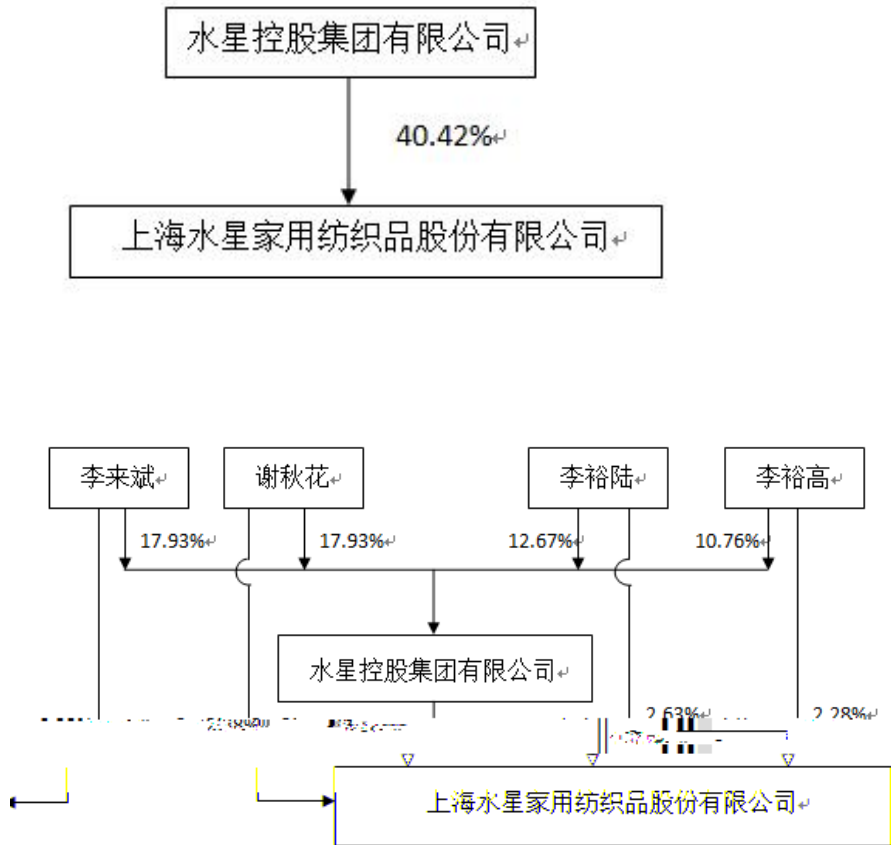 水星控股集团有限公司
40.42%
上海水星家用纺织品股份有限公司
李来斌 谢秋花 李裕陆 李裕高
17.93% 17.93% 12.67% 10.76%
水星控股集团有限公司
2.63% 2.28%
上海水星家用纺织品股份有限公司